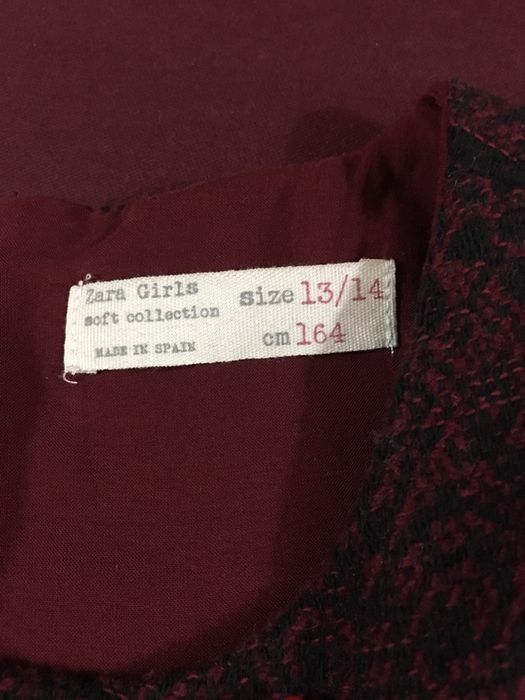 Zara Girls
soft collection
MADE IN SPAIN
size 13/14
cm 164